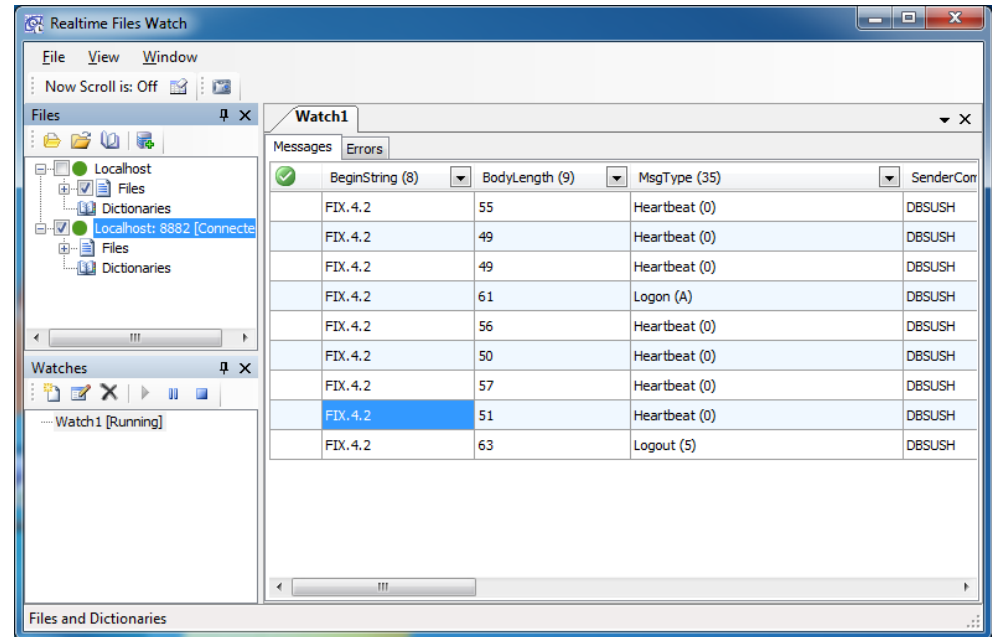 Realtime Files Watch
File View Window
Now Scroll is: Off
Files
Localhost
Files
Dictionaries
Localhost: 8882 [Connecte
Files
Dictionaries
Watches
Watch1 [Running]
Watch1
Messages Errors
BeginString (8) BodyLength (9) MsgType (35) SenderCom
FIX.4.2 55 Heartbeat (0) DBSUSH
FIX.4.2 49 Heartbeat (0) DBSUSH
FIX.4.2 49 Heartbeat (0) DBSUSH
FIX.4.2 61 Logon (A) DBSUSH
FIX.4.2 56 Heartbeat (0) DBSUSH
FIX.4.2 50 Heartbeat (0) DBSUSH
FIX.4.2 57 Heartbeat (0) DBSUSH
FIX.4.2 51 Heartbeat (0) DBSUSH
FIX.4.2 63 Logout (5) DBSUSH
Files and Dictionaries